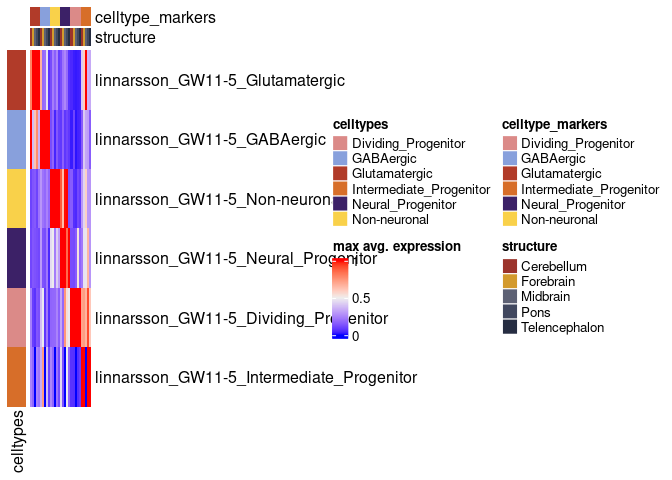 celltype_markers
structure
linnarsson_GW11-5_Glutamatergic
linnarsson_GW11-5_GABAergic
linnarsson_GW11-5_Non-neuronal
linnarsson_GW11-5_Neural_Progenitor
linnarsson_GW11-5_Dividing_Progenitor
linnarsson_GW11-5_Intermediate_Progenitor
celltypes
celltypes
Dividing_Progenitor
GABAergic
Glutamatergic
Intermediate_Progenitor
Neural_Progenitor
Non-neuronal
max avg. expression
0.5
0
celltype_markers
Dividing_Progenitor
GABAergic
Glutamatergic
Intermediate_Progenitor
Neural_Progenitor
Non-neuronal
structure
Cerebellum
Forebrain
Midbrain
Pons
Telencephalon